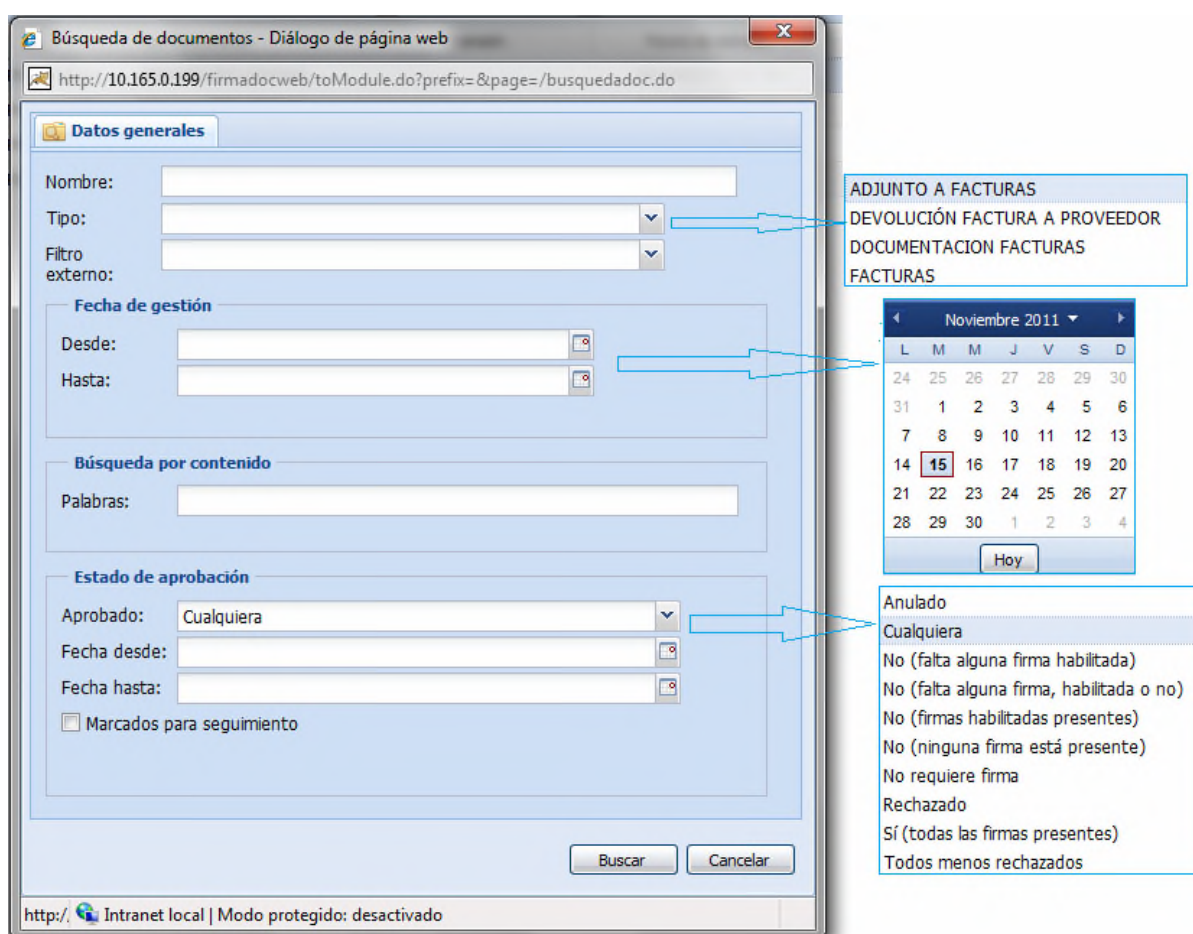 Búsqueda de documentos - Diálogo de página web
http://10.165.0.199/firmadocweb/toModule.do?prefix=&page=/busquedadoc.do
Datos generales
Nombre:
Tipo:
Filtro
externo:
Fecha de gestión
Desde:
Hasta:
Búsqueda por contenido
Palabras:
Estado de aprobación
Aprobado: Cualquiera
Fecha desde:
Fecha hasta:
Marcados para seguimiento
Buscar Cancelar
http:/ Intranet local | Modo protegido: desactivado
ADJUNTO A FACTURAS
DEVOLUCIÓN FACTURA A PROVEEDOR
DOCUMENTACION FACTURAS
FACTURAS
Noviembre 2011
L M M J V S D
24 25 26 27 28 29 30
31 1 2 3 4 5 6
7 8 9 10 11 12 13
14 15 16 17 18 19 20
21 22 23 24 25 26 27
28 29 30 1 2 3 4
Hoy
Anulado
Cualquiera
No (falta alguna firma habilitada)
No (falta alguna firma, habilitada o no)
No (firmas habilitadas presentes)
No (ninguna firma está presente)
No requiere firma
Rechazado
Sí (todas las firmas presentes)
Todos menos rechazados